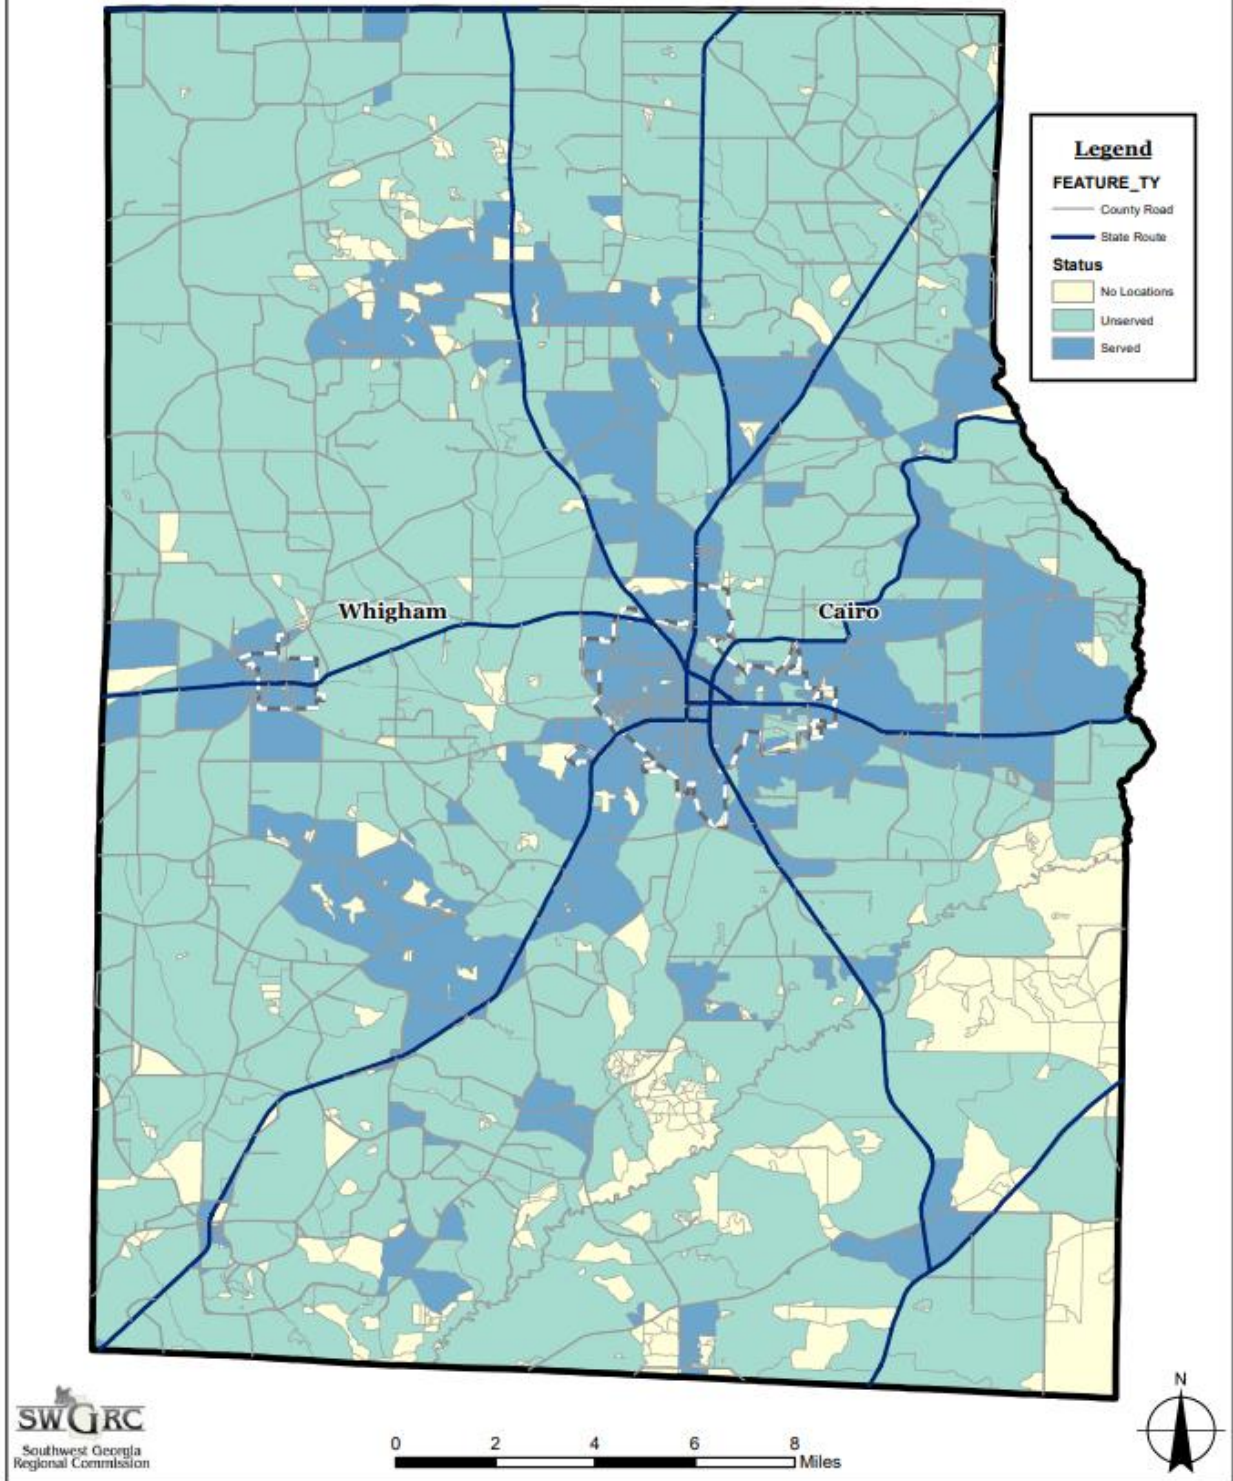 Legend
FEATURE_TY
County Road
State Route
Status
No Locations
Unserved
Served
Whigham
Cairo
SWGRC
Southwest Georgia
Regional Commission
0 2 4 6 8
Miles
N